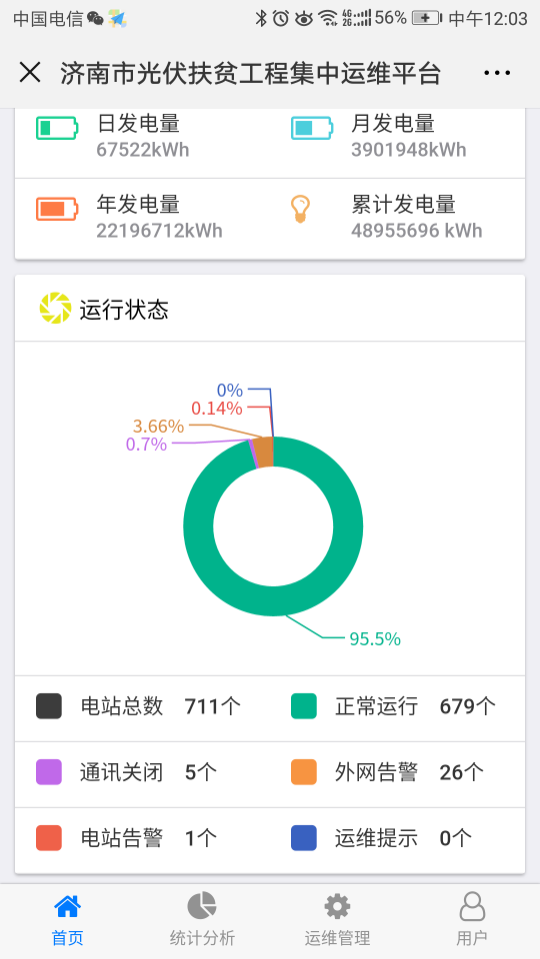 中国电信 4G 2G 56% 中午12:03
济南市光伏扶贫工程集中运维平台
日发电量 月发电量
67522kWh 3901948kWh
年发电量 累计发电量
22196712kWh 48955696 kWh
运行状态
0%
0.14%
3.66%
0.7%
95.5%
电站总数 711个 正常运行 679个
通讯关闭 5个 外网告警 26个
电站告警 1个 运维提示 0个
首页 统计分析 运维管理 用户